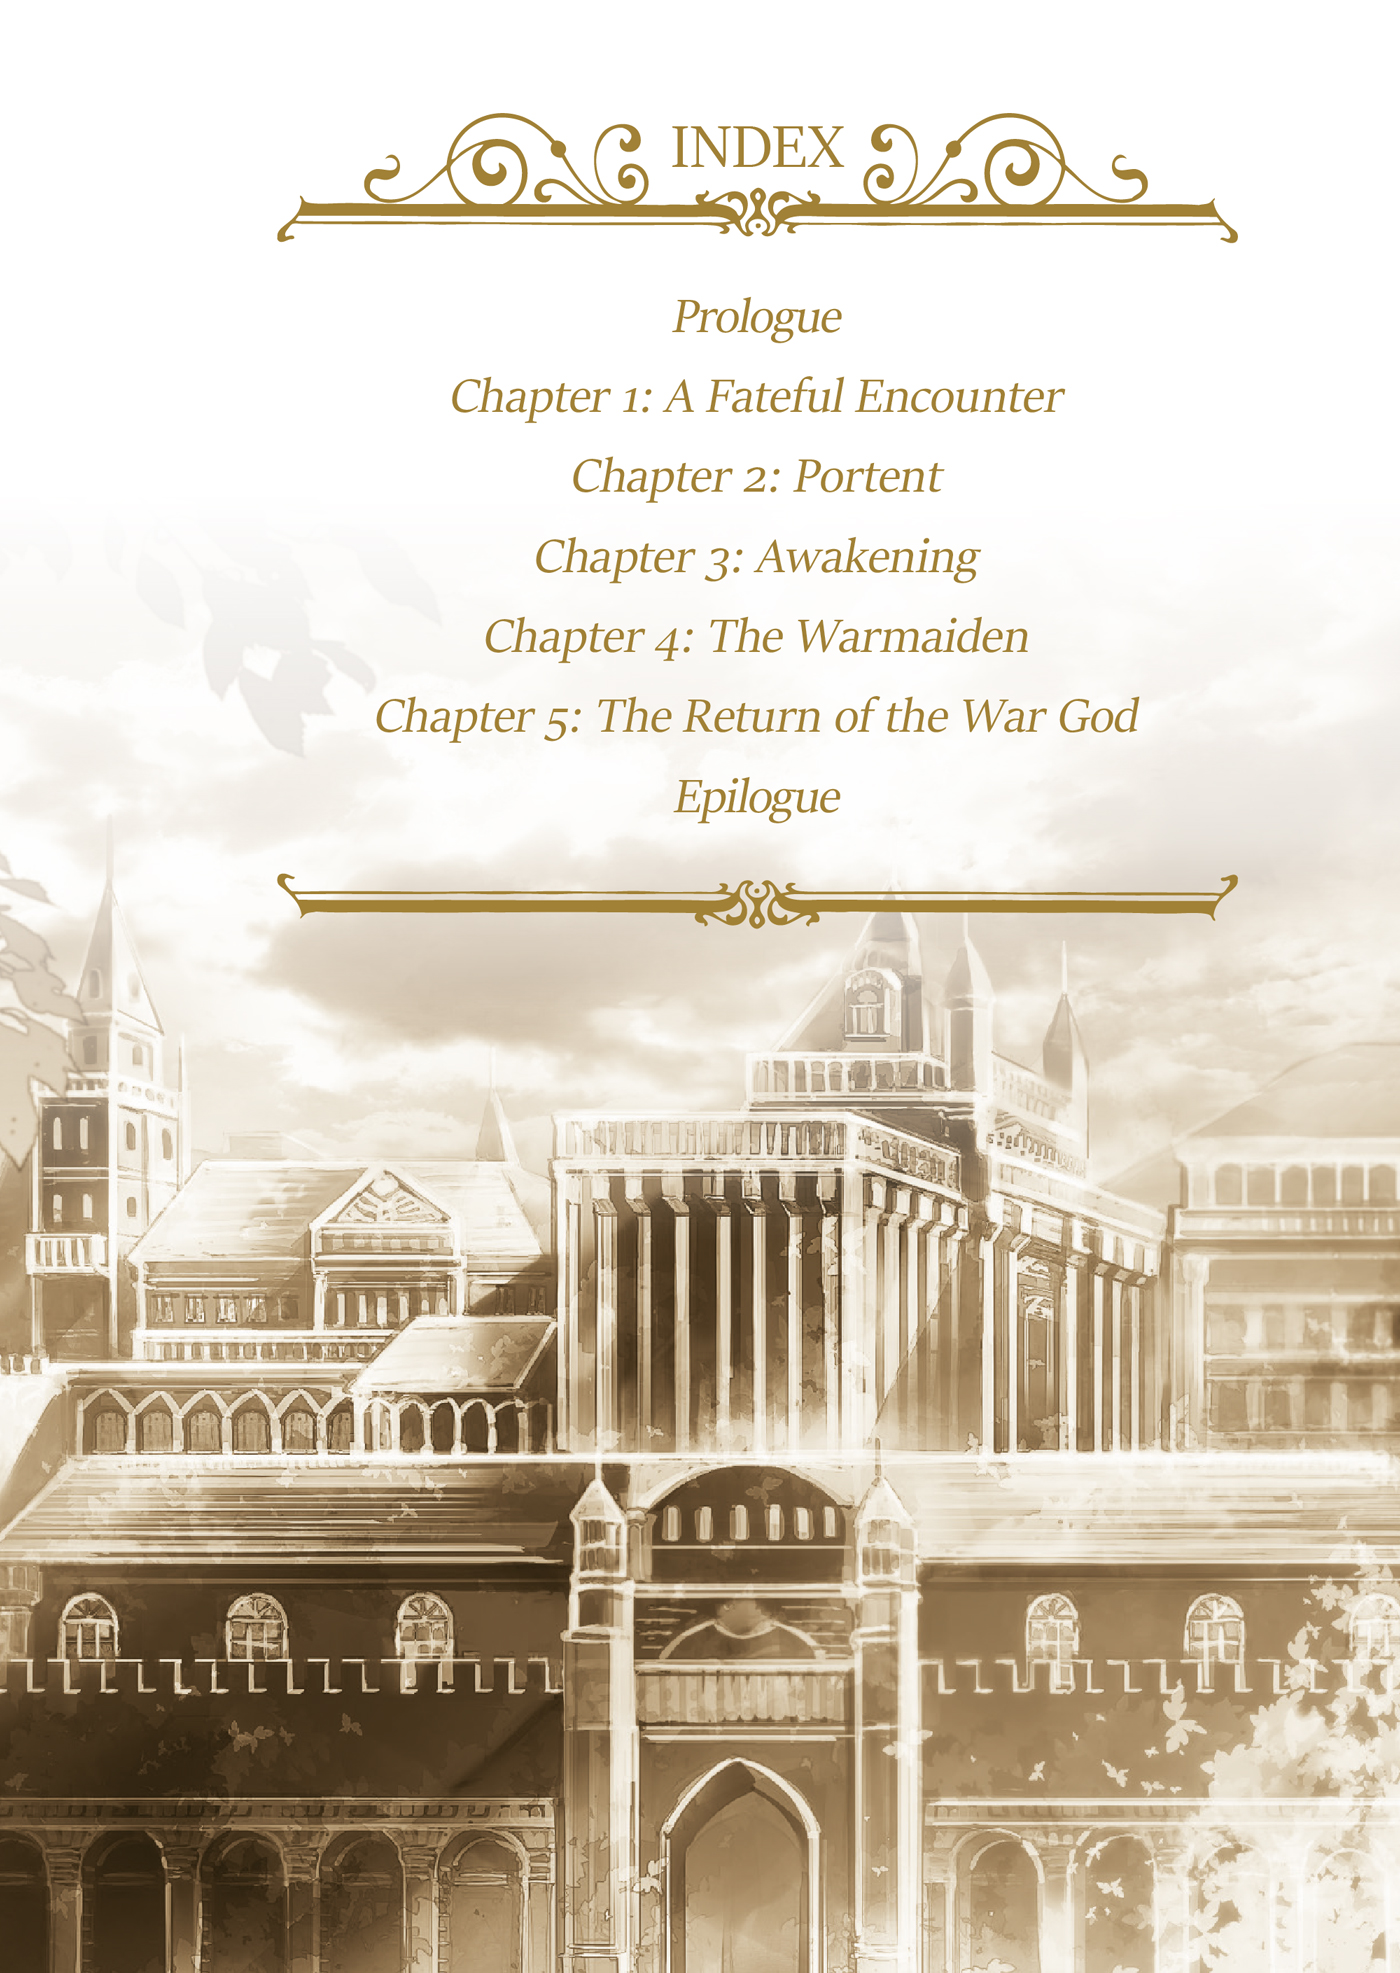 INDEX
Prologue
Chapter 1: A Fateful Encounter
Chapter 2: Portent
Chapter 3: Awakening
Chapter 4: The Warmaiden
Chapter 5: The Return of the War God
Epilogue